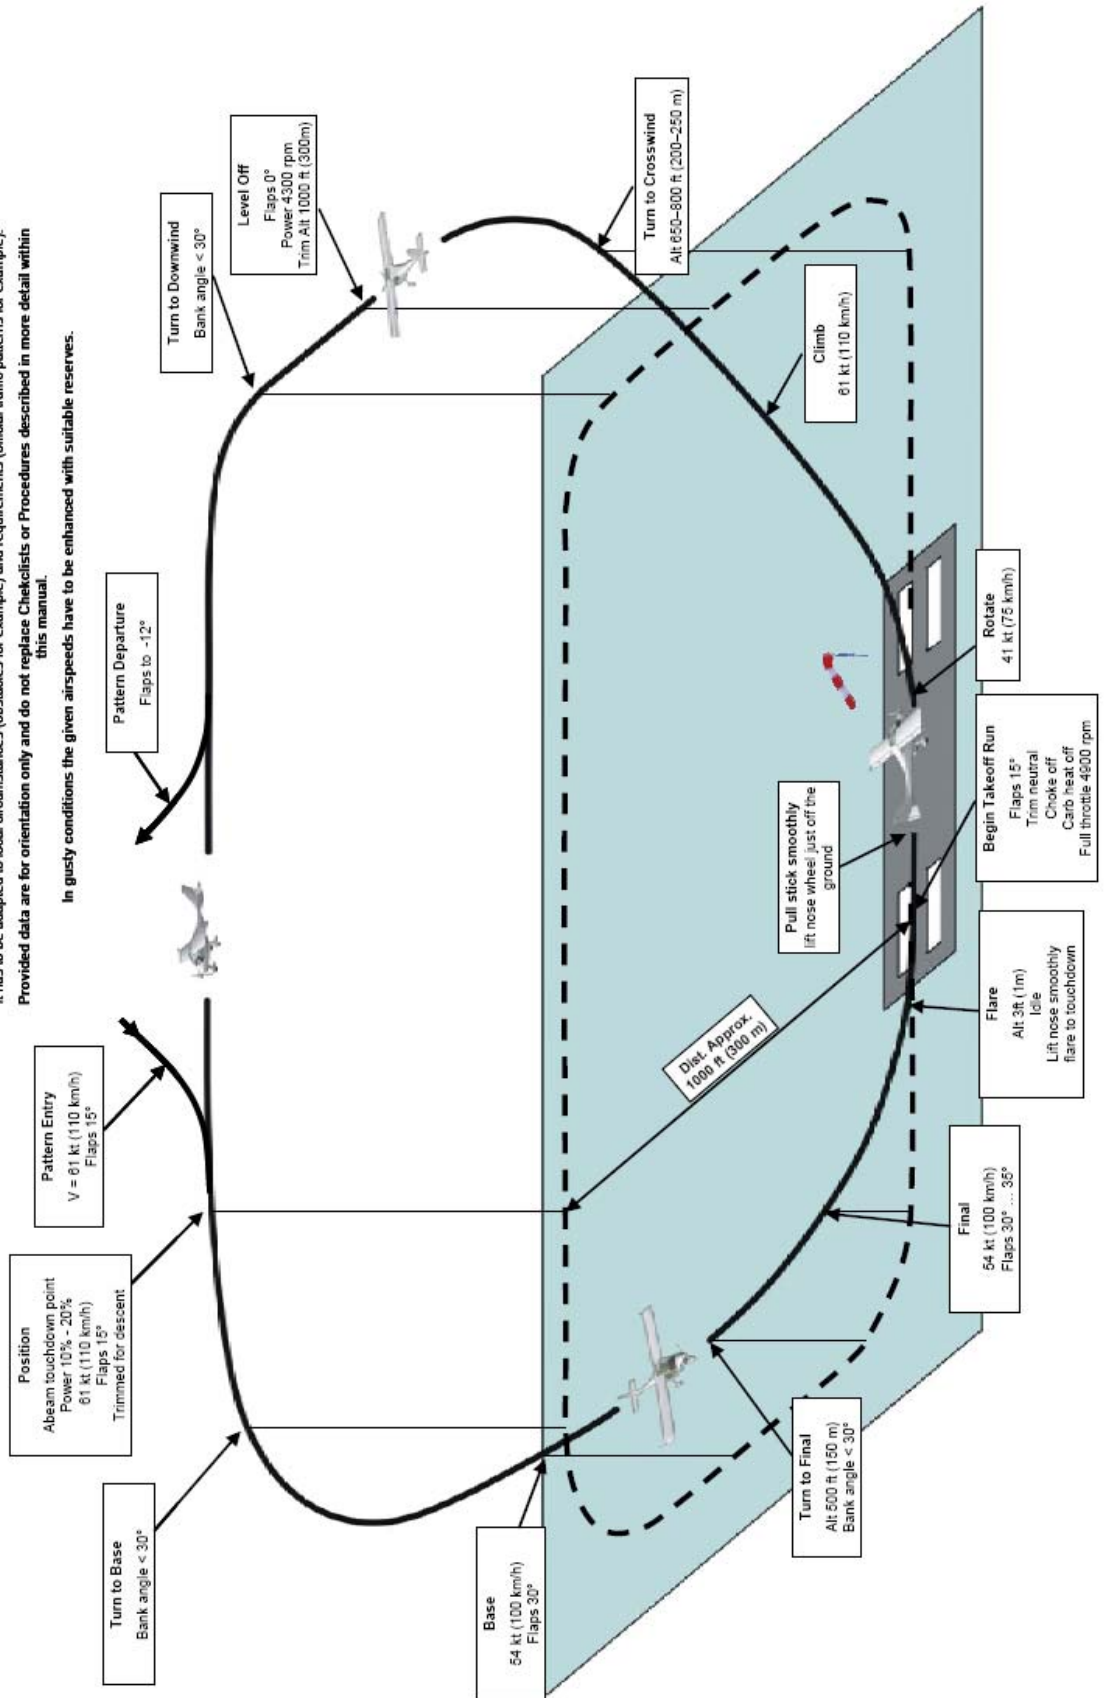 Provided data are for orientation only and do not replace Chekclists or Procedures described in more detail within
this manual.
In gusty conditions the given airspeeds have to be enhanced with suitable reserves.
Position
Abeam touchdown point
Power 10% - 20%
61 kt (110 km/h)
Flaps 15°
Trimmed for descent
Pattern Entry
V = 61 kt (110 km/h)
Flaps 15°
Pattern Departure
Flaps to -12°
Turn to Downwind
Bank angle < 30°
Level Off
Flaps 0°
Power 4300 rpm
Trim Alt 1000 ft (300m)
Turn to Base
Bank angle < 30°
Base
54 kt (100 km/h)
Flaps 30°
Turn to Crosswind
Alt 650-800 ft (200-250 m)
Dist. Approx.
1000 ft (300 m)
Climb
61 kt (110 km/h)
Pull stick smoothly
lift nose wheel just off the
ground
Turn to Final
Alt 500 ft (150 m)
Bank angle < 30°
Final
54 kt (100 km/h)
Flaps 30° ... 35°
Flare
Alt 3ft (1m)
Idle
Lift nose smoothly
flare to touchdown
Begin Takeoff Run
Flaps 15°
Trim neutral
Choke off
Carb heat off
Full throttle 4900 rpm
Rotate
41 kt (75 km/h)